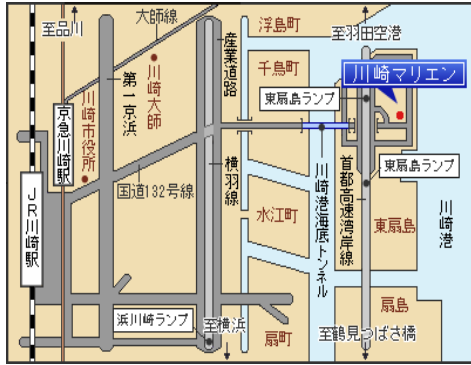 至品川
大師線
浮島町
至羽田空港
産業道路
千鳥町
川崎マリエン
川崎大師
第一京浜
東扇島ランプ
京急川崎駅
川崎市役所
国道132号線
横羽線
川崎港海底トンネル
首都高速湾岸線
東扇島ランプ
JR川崎駅
水江町
東扇島
川崎港
浜川崎ランプ
至横浜
扇町
扇島
至鶴見つばさ橋